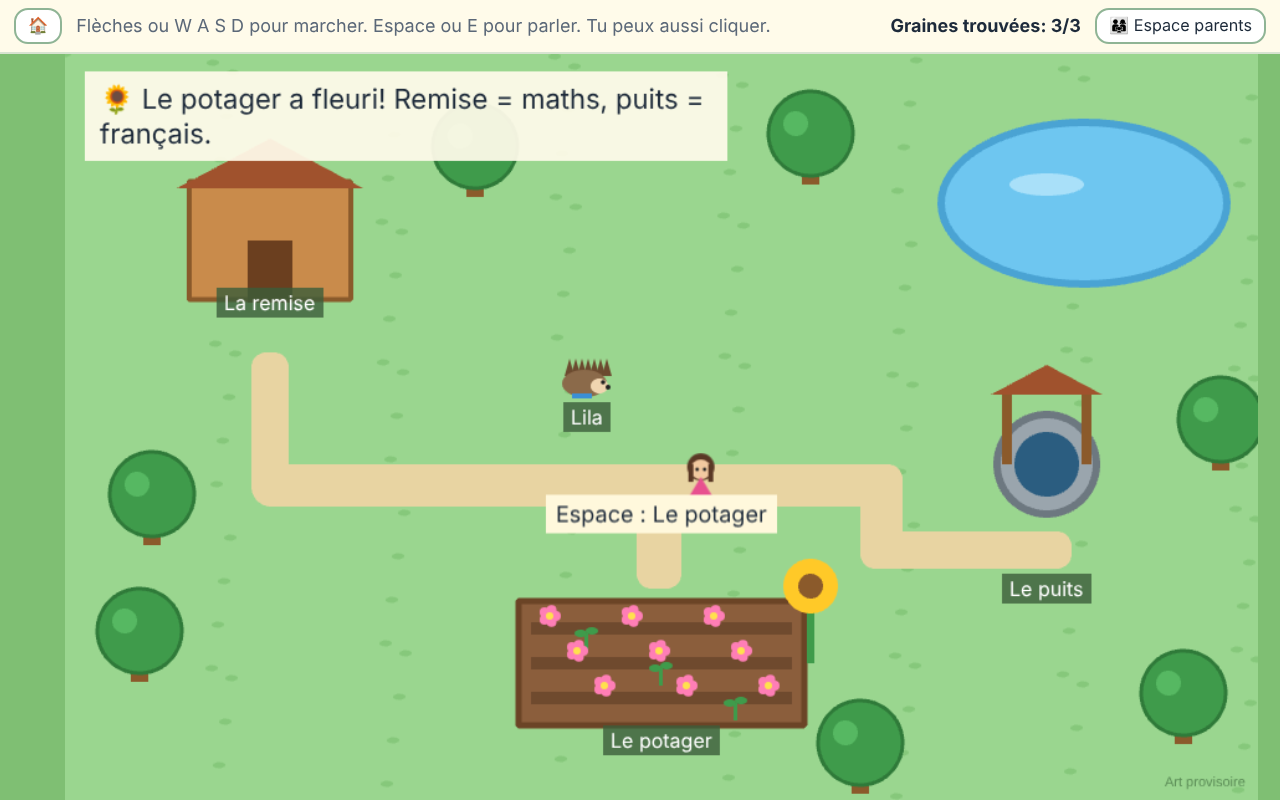 Flèches ou W A S D pour marcher. Espace ou E pour parler. Tu peux aussi cliquer.
Graines trouvées: 3/3
Espace parents
Le potager a fleuri! Remise = maths, puits =
français.
La remise
Lila
Espace : Le potager
Le puits
Le potager
Art provisoire